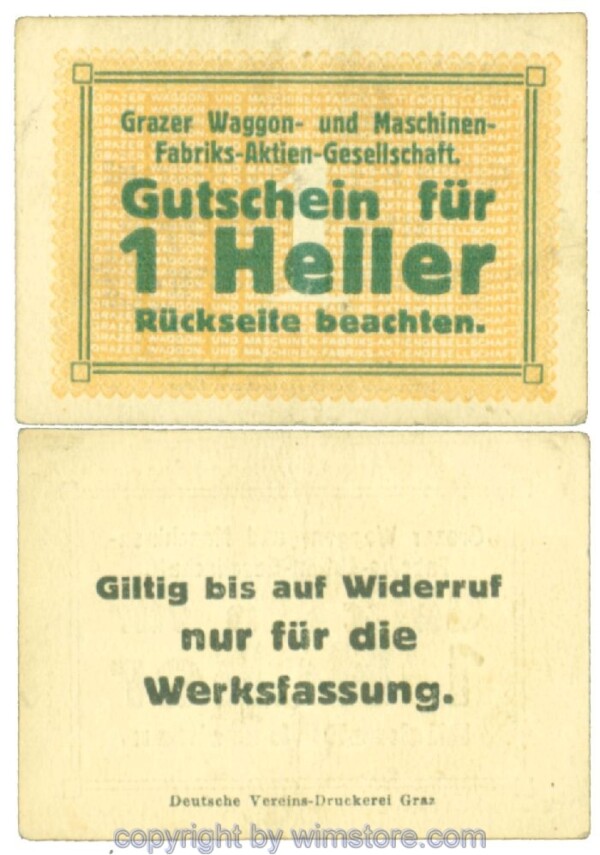 Grazer Waggon- und Maschinen-
Fabriks-Aktien-Gesellschaft.
Gutschein für
1 Heller
Rückseite beachten.
Giltig bis auf Widerruf
nur für die
Werksfassung.
Deutsche Vereins-Druckerei Graz
copyright by wimstore.com